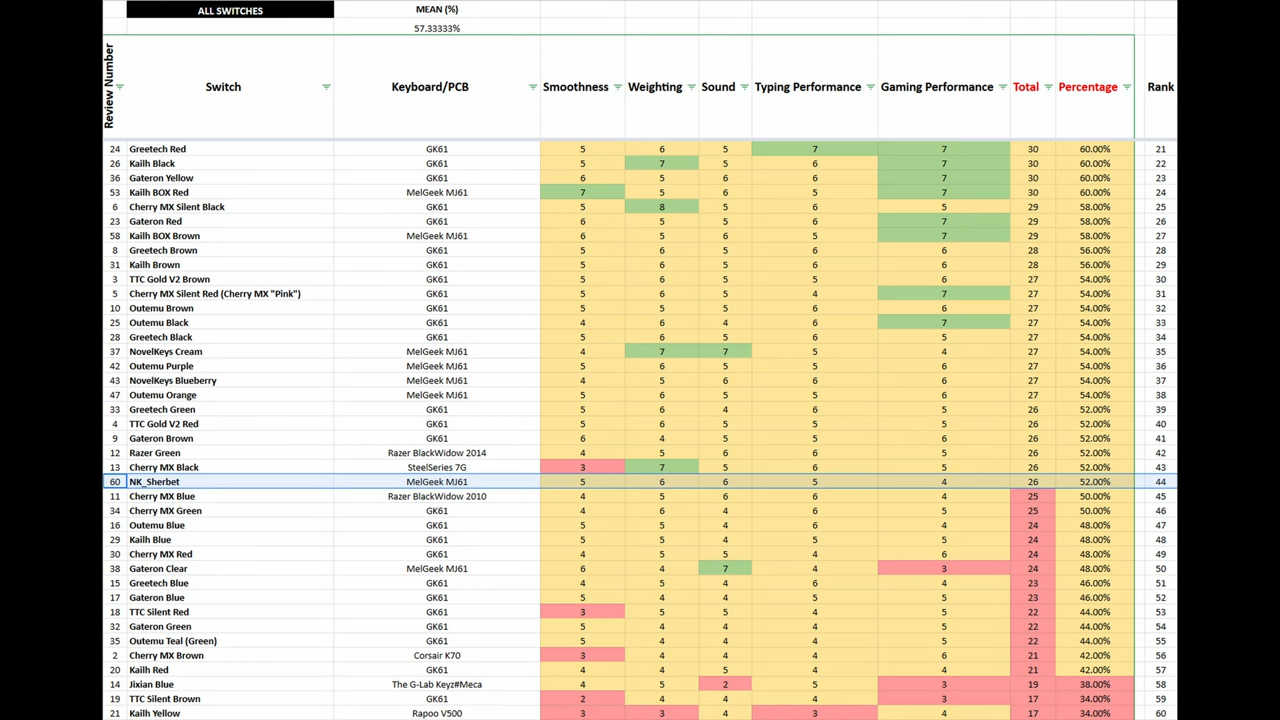 ALL SWITCHES MEAN (%)
57.33333%
Review Number Switch Keyboard/PCB Smoothness Weighting Sound Typing Performance Gaming Performance Total Percentage Rank
24 Greetech Red GK61 5 6 5 7 7 30 60.00% 21
26 Kailh Black GK61 5 7 5 6 7 30 60.00% 22
36 Gateron Yellow GK61 6 5 6 6 7 30 60.00% 23
53 Kailh BOX Red MelGeek MJ61 7 5 6 5 7 30 60.00% 24
6 Cherry MX Silent Black GK61 5 8 6 5 5 29 58.00% 25
23 Gateron Red GK61 6 5 5 6 7 29 58.00% 26
58 Kailh BOX Brown MelGeek MJ61 6 5 6 5 7 29 58.00% 27
8 Greetech Brown GK61 5 6 5 6 6 28 56.00% 28
31 Kailh Brown GK61 5 6 5 6 6 28 56.00% 29
3 TTC Gold V2 Brown GK61 5 5 5 6 6 27 54.00% 30
5 Cherry MX Silent Red (Cherry MX "Pink") GK61 5 5 6 4 7 27 54.00% 31
10 Outemu Brown GK61 5 5 5 6 6 27 54.00% 32
25 Outemu Black GK61 4 6 4 6 7 27 54.00% 33
28 Greetech Black GK61 5 6 5 6 5 27 54.00% 34
37 NovelKeys Cream MelGeek MJ61 4 7 7 5 4 27 54.00% 35
42 Outemu Purple MelGeek MJ61 5 5 6 5 6 27 54.00% 36
43 NovelKeys Blueberry MelGeek MJ61 4 5 6 6 6 27 54.00% 37
47 Outemu Orange MelGeek MJ61 5 5 6 5 6 27 54.00% 38
33 Greetech Green GK61 5 6 4 6 5 26 52.00% 39
4 TTC Gold V2 Red GK61 5 5 5 5 6 26 52.00% 40
9 Gateron Brown GK61 6 4 5 5 6 26 52.00% 41
12 Razer Green Razer BlackWidow 2014 4 5 5 6 6 26 52.00% 42
13 Cherry MX Black SteelSeries 7G 3 7 5 6 5 26 52.00% 43
60 NK_Sherbet MelGeek MJ61 5 6 6 5 4 26 52.00% 44
11 Cherry MX Blue Razer BlackWidow 2010 4 5 6 6 4 25 50.00% 45
34 Cherry MX Green GK61 4 6 4 6 5 25 50.00% 46
16 Outemu Blue GK61 4 5 4 6 5 24 48.00% 47
29 Kailh Blue GK61 5 5 4 5 5 24 48.00% 48
30 Cherry MX Red GK61 4 5 5 4 6 24 48.00% 49
38 Gateron Clear MelGeek MJ61 6 4 7 4 3 24 48.00% 50
15 Greetech Blue GK61 4 5 4 6 4 23 46.00% 51
17 Gateron Blue GK61 5 4 4 5 5 23 46.00% 52
18 TTC Silent Red GK61 3 5 5 4 5 22 44.00% 53
32 Gateron Green GK61 5 4 4 4 5 22 44.00% 54
35 Outemu Teal (Green) GK61 5 4 4 4 5 22 44.00% 55
2 Cherry MX Brown Corsair K70 3 4 4 4 6 21 42.00% 56
20 Kailh Red GK61 4 4 5 4 4 21 42.00% 57
14 Jixian Blue The G-Lab Keyz#Meca 4 5 2 5 3 19 38.00% 58
19 TTC Silent Brown GK61 2 4 4 4 3 17 34.00% 59
21 Kailh Yellow Rapoo V500 3 3 4 3 4 17 34.00% 60